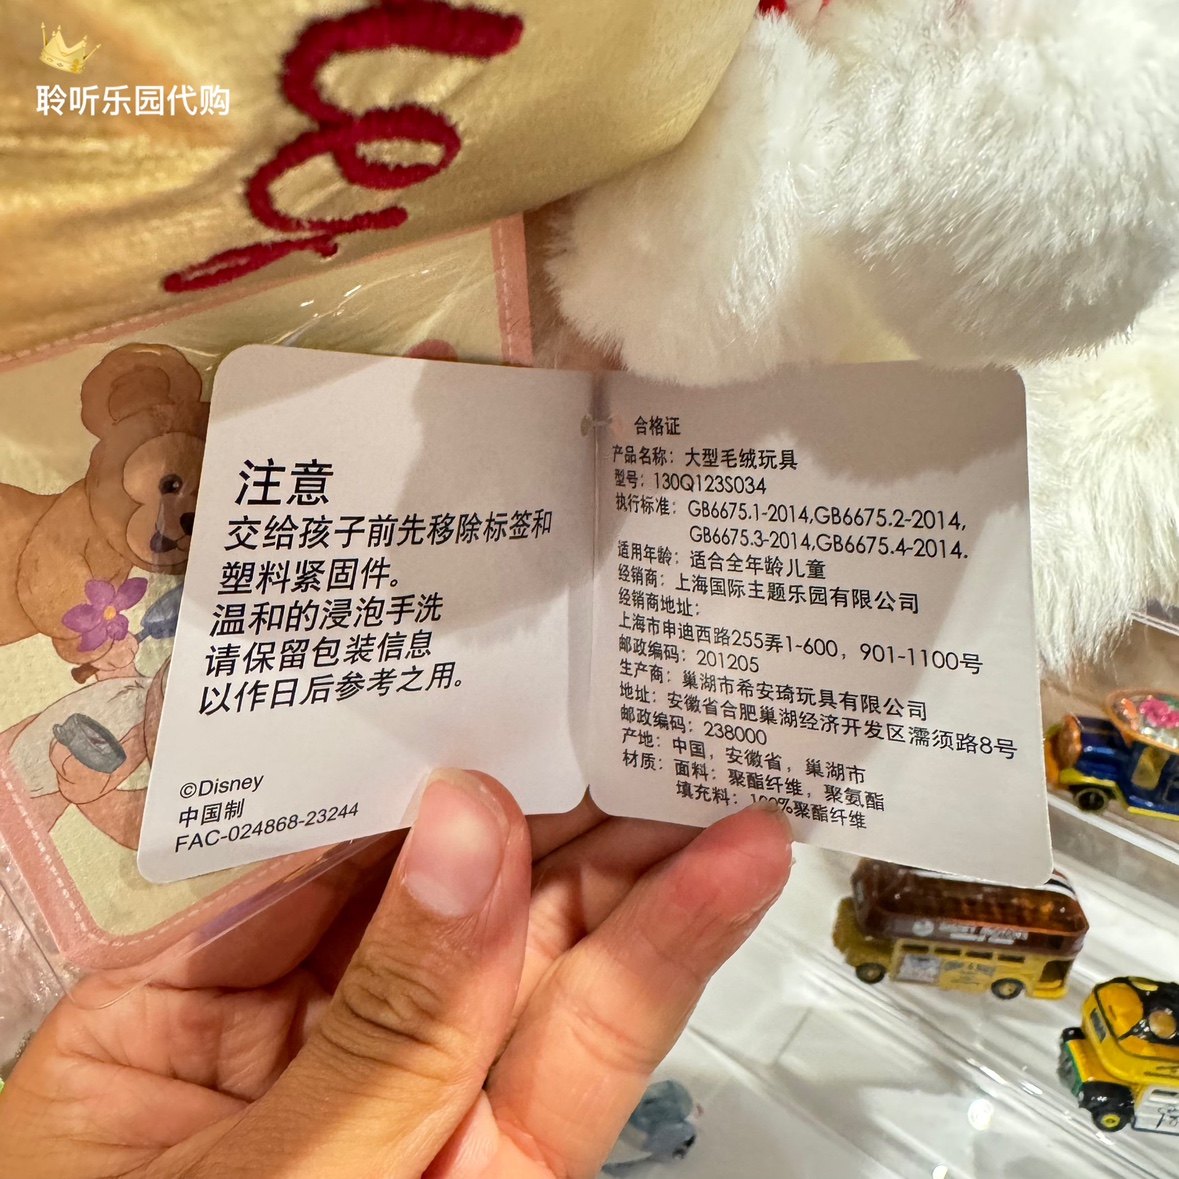 聆听乐园代购
注意
交给孩子前先移除标签和
塑料紧固件。
温和的浸泡手洗
请保留包装信息
以作日后参考之用。
©Disney
中国制
FAC-024868-23244
合格证
产品名称：大型毛绒玩具
型号：130Q123S034
执行标准：GB6675.1-2014,GB6675.2-2014,
GB6675.3-2014,GB6675.4-2014.
适用年龄：适合全年龄儿童
经销商：上海国际主题乐园有限公司
经销商地址：
上海市申迪西路255弄1-600，901-1100号
邮政编码：201205
生产商：巢湖市希安琦玩具有限公司
地址：安徽省合肥巢湖经济开发区濡须路8号
邮政编码：238000
产地：中国，安徽省，巢湖市
材质：面料：聚酯纤维，聚氨酯
填充料：100%聚酯纤维